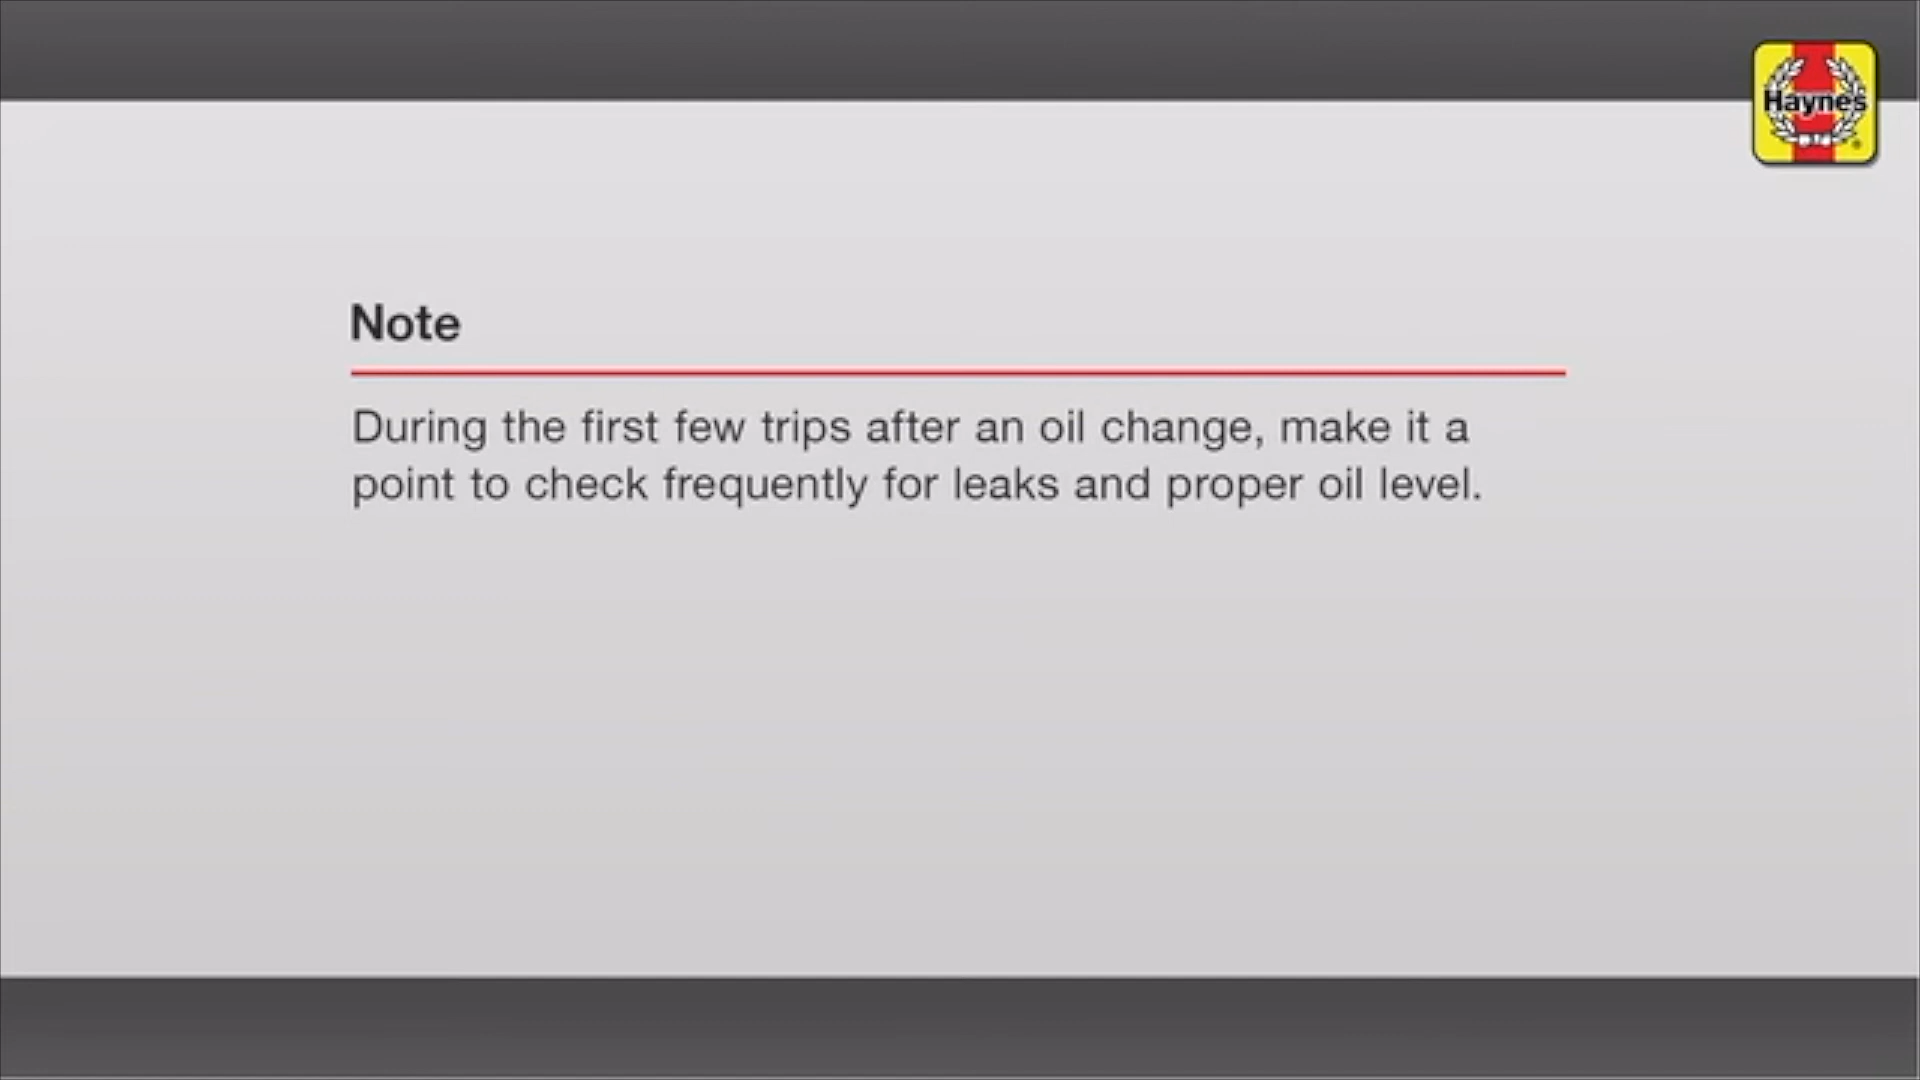 Haynes
Note
During the first few trips after an oil change, make it a
point to check frequently for leaks and proper oil level.